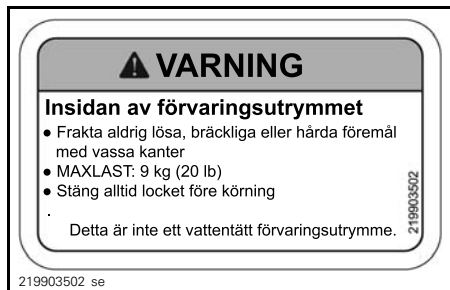 VARNING
Insidan av förvaringsutrymmet
● Frakta aldrig lösa, bräckliga eller hårda föremål
med vassa kanter
● MAXLAST: 9 kg (20 lb)
● Stäng alltid locket före körning
.
Detta är inte ett vattentätt förvaringsutrymme.
219903502
219903502 se